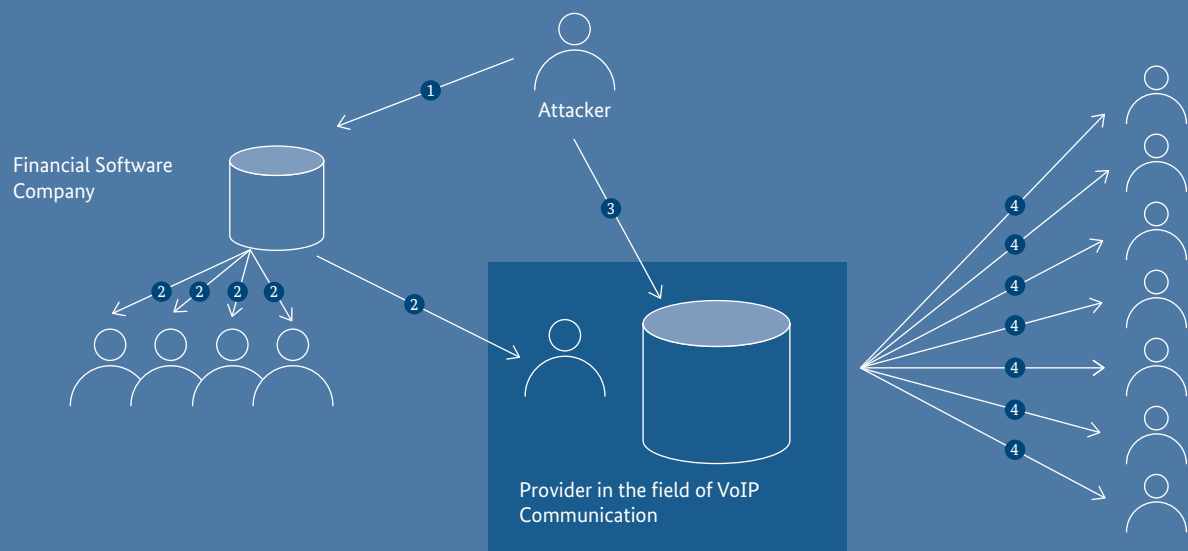 1
Attacker
Financial Software
Company
3
4
4
4
2
2
2
2
2
4
4
4
4
Provider in the field of VoIP
Communication